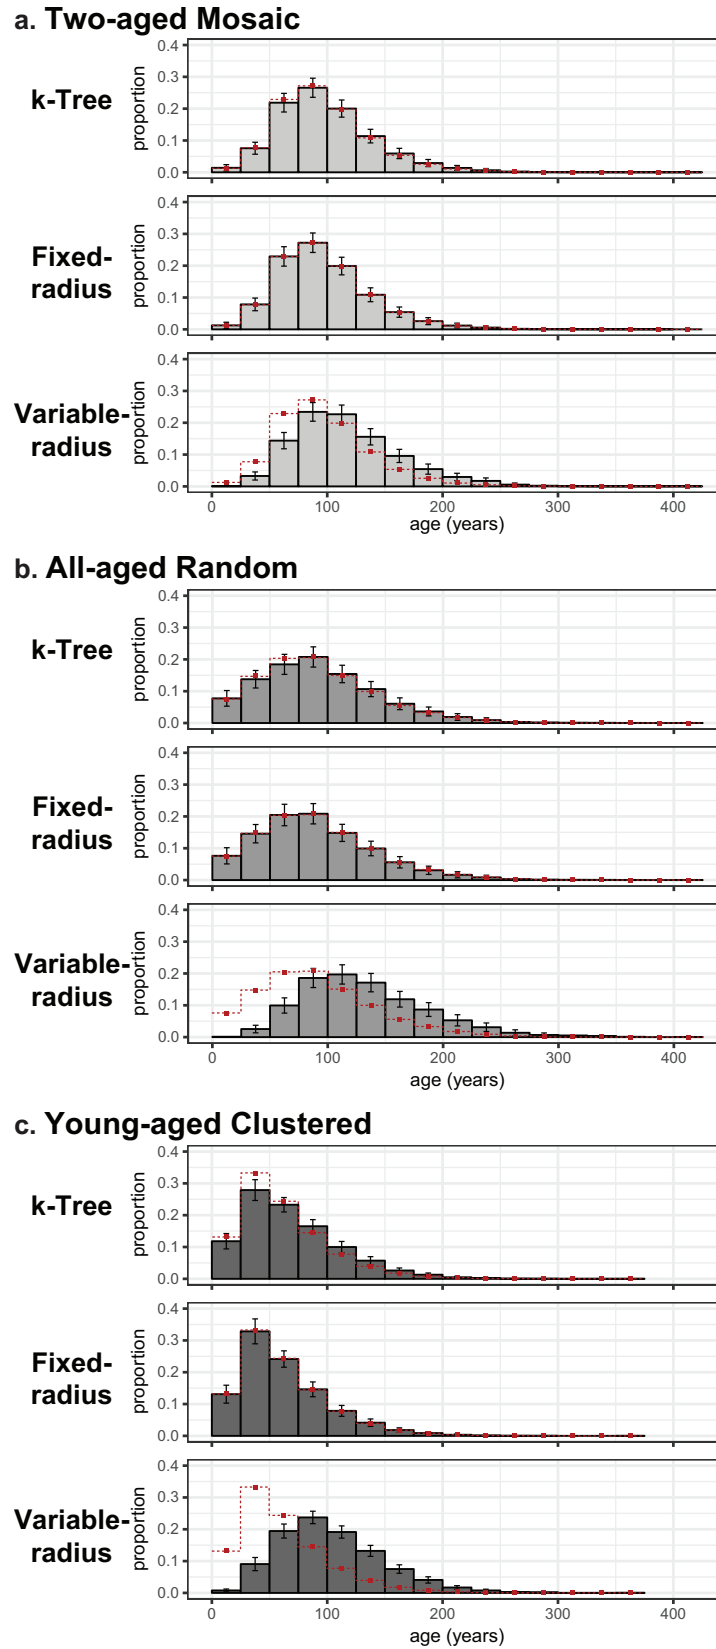 a. Two-aged Mosaic
k-Tree
proportion
0.4
0.3
0.2
0.1
0.0
Fixed-
radius
proportion
0.4
0.3
0.2
0.1
0.0
Variable-
radius
proportion
0.4
0.3
0.2
0.1
0.0
0 100 200 300 400
age (years)
b. All-aged Random
k-Tree
proportion
0.4
0.3
0.2
0.1
0.0
Fixed-
radius
proportion
0.4
0.3
0.2
0.1
0.0
Variable-
radius
proportion
0.4
0.3
0.2
0.1
0.0
0 100 200 300 400
age (years)
c. Young-aged Clustered
k-Tree
proportion
0.4
0.3
0.2
0.1
0.0
Fixed-
radius
proportion
0.4
0.3
0.2
0.1
0.0
Variable-
radius
proportion
0.4
0.3
0.2
0.1
0.0
0 100 200 300 400
age (years)